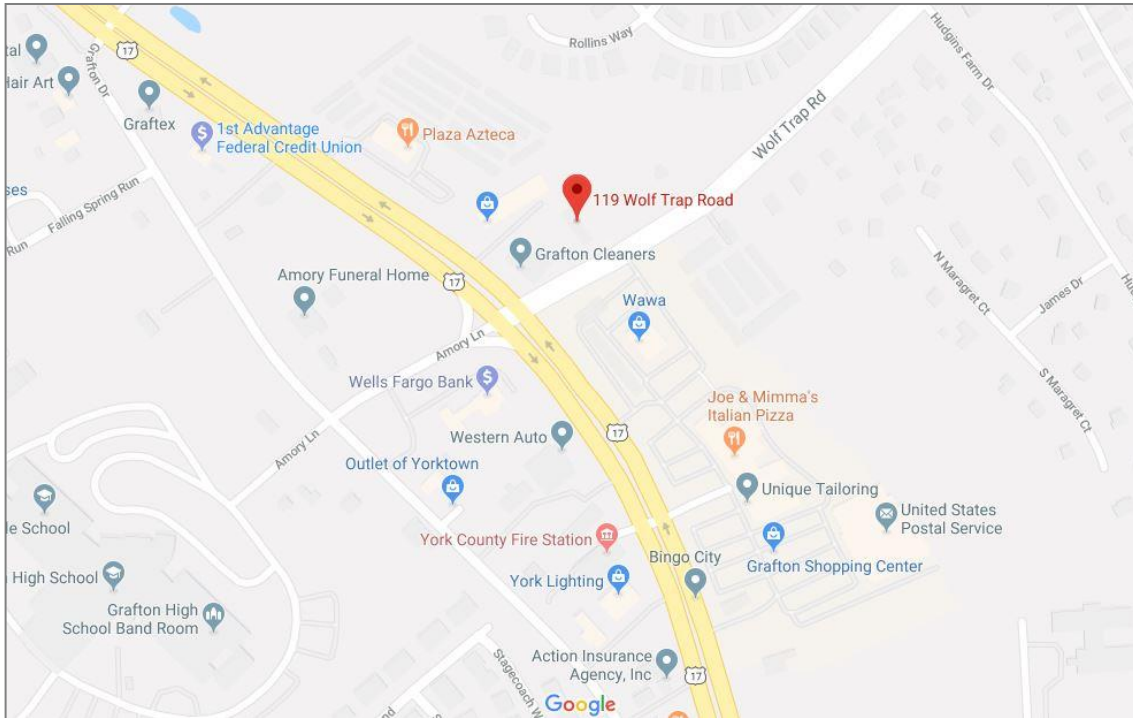 Rollins Way
Hudgins Farm Dr
17
tal
Grafton Dr
Hair Art
Graftex
1st Advantage
Federal Credit Union
Plaza Azteca
Wolf Trap Rd
ses
Falling Spring Run
Run
119 Wolf Trap Road
Grafton Cleaners
Amory Funeral Home
17
Wawa
N Maragret Ct
James Dr
Amory Ln
Wells Fargo Bank
S Maragret Ct
Joe & Mimma's
Italian Pizza
17
Western Auto
Amory Ln
Outlet of Yorktown
Unique Tailoring
le School
United States
Postal Service
York County Fire Station
Bingo City
Grafton Shopping Center
High School
York Lighting
Grafton High
School Band Room
Action Insurance
Agency, Inc
17
Stagecoach W
Google